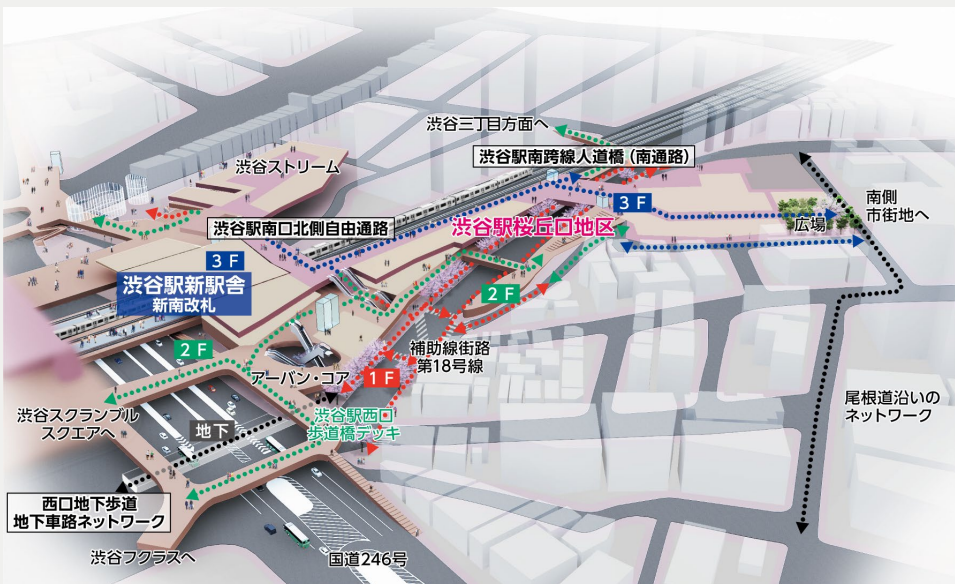 渋谷三丁目方面へ
渋谷駅南跨線人道橋（南通路）
渋谷ストリーム
渋谷駅南口北側自由通路
渋谷駅桜丘口地区
3F
広場
南側
市街地へ
3F
渋谷駅新駅舎
新南改札
2F
2F
補助線街路
第18号線
アーバン・コア
1F
渋谷スクランブル
スクエアへ
地下
渋谷駅西口
歩道橋デッキ
尾根道沿いの
ネットワーク
西口地下歩道
地下車路ネットワーク
渋谷フクラスへ
国道246号